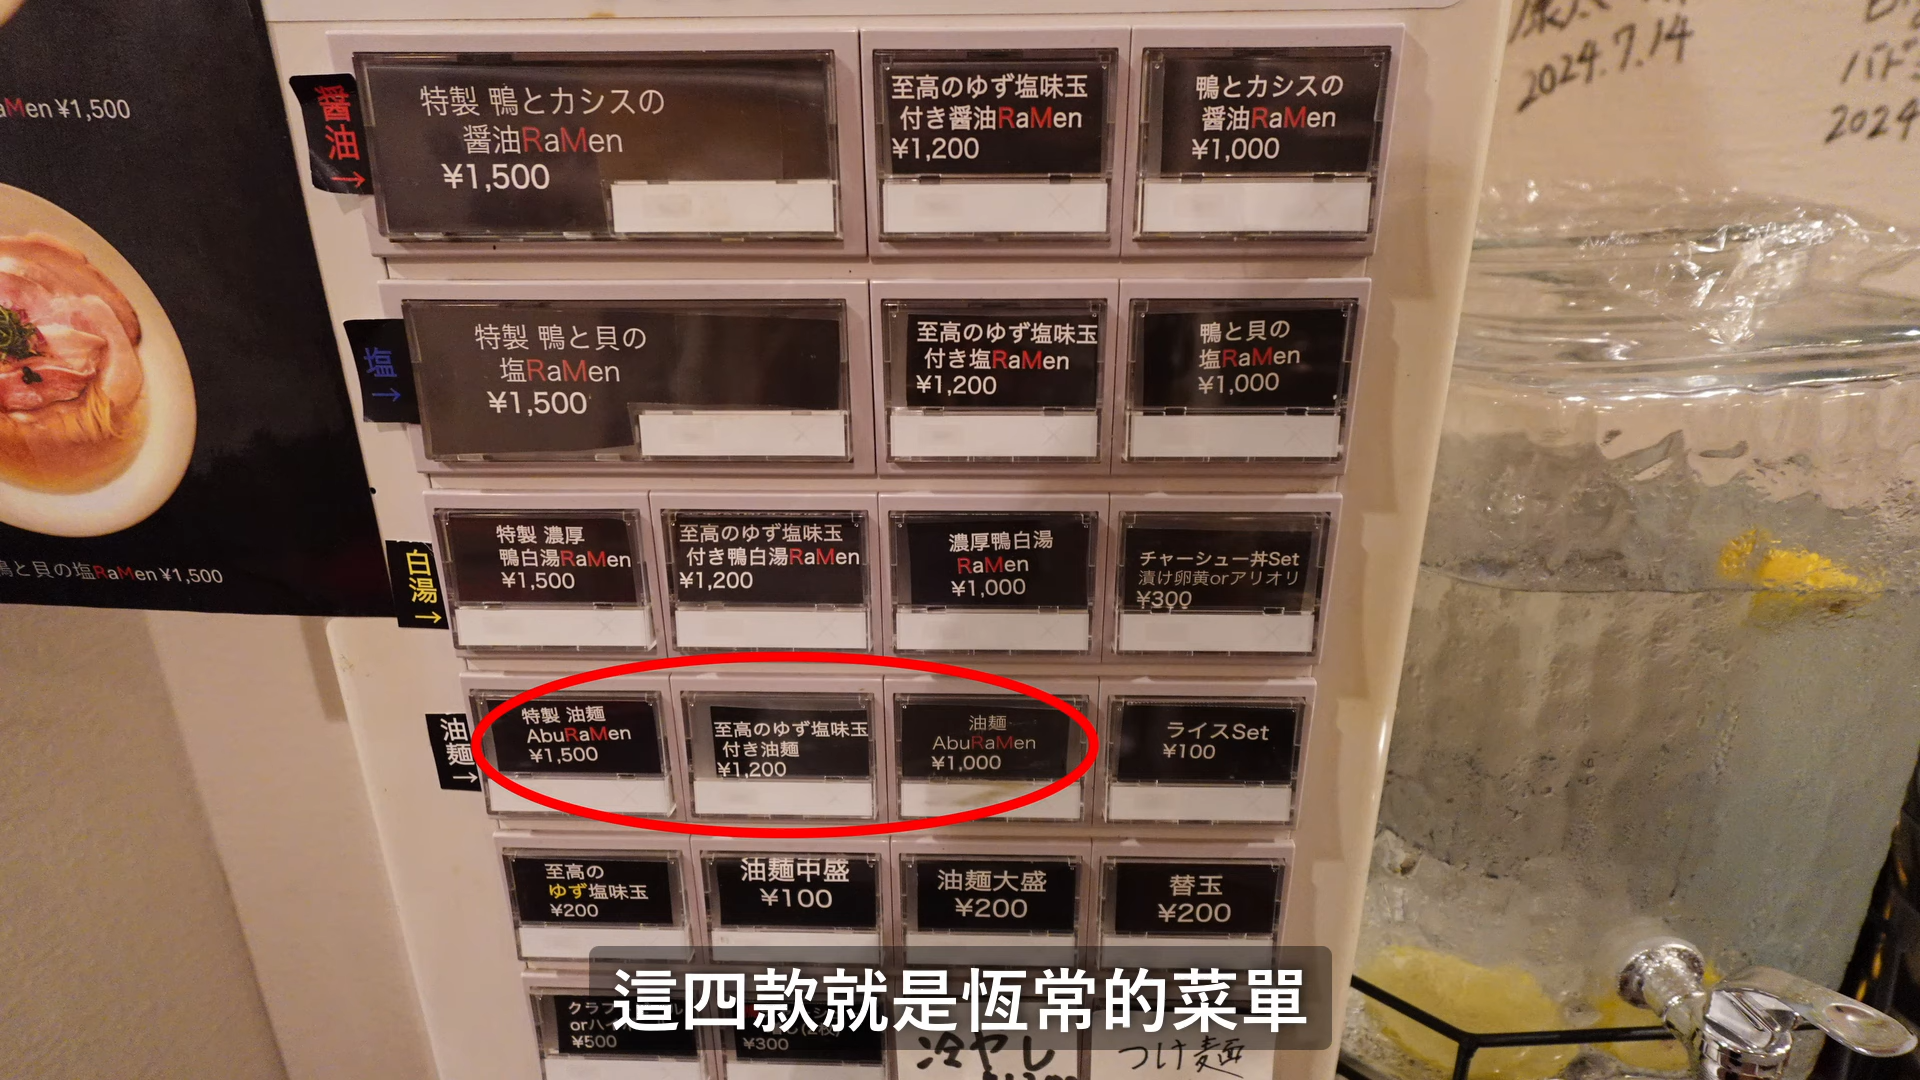 aMen ¥1,500
と貝の塩RaMen ¥1,500
醤油→
特製 鴨とカシスの
醤油RaMen
¥1,500
至高のゆず塩味玉
付き醤油RaMen
¥1,200
鴨とカシスの
醤油RaMen
¥1,000
塩→
特製 鴨と貝の
塩RaMen
¥1,500
至高のゆず塩味玉
付き塩RaMen
¥1,200
鴨と貝の
塩RaMen
¥1,000
白湯→
特製 濃厚
鴨白湯RaMen
¥1,500
至高のゆず塩味玉
付き鴨白湯RaMen
¥1,200
濃厚鴨白湯
RaMen
¥1,000
チャーシュー丼Set
漬け卵黄orアリオリ
¥300
油麺→
特製 油麺
AbuRaMen
¥1,500
至高のゆず塩味玉
付き油麺
¥1,200
油麺
AbuRaMen
¥1,000
ライスSet
¥100
至高の
ゆず塩味玉
¥200
油麺中盛
¥100
油麺大盛
¥200
替玉
¥200
クラフ
orハイ
¥500
¥300
冷やし
つけ麺
2024.7.14
2024
這四款就是恆常的菜單